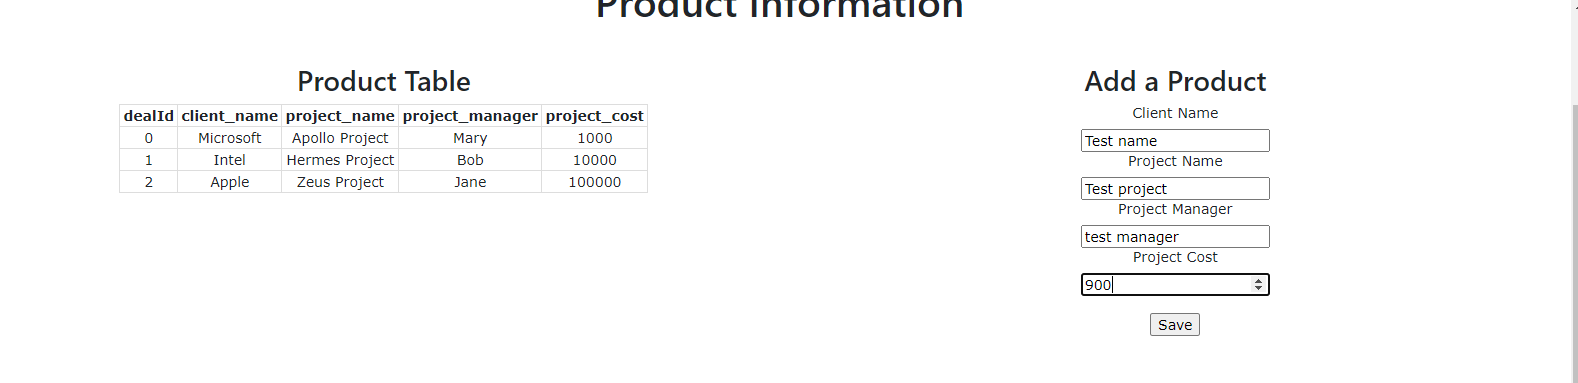 Product Information
Product Table
dealId client_name project_name project_manager project_cost
0 Microsoft Apollo Project Mary 1000
1 Intel Hermes Project Bob 10000
2 Apple Zeus Project Jane 100000
Add a Product
Client Name
Test name
Project Name
Test project
Project Manager
test manager
Project Cost
900
Save